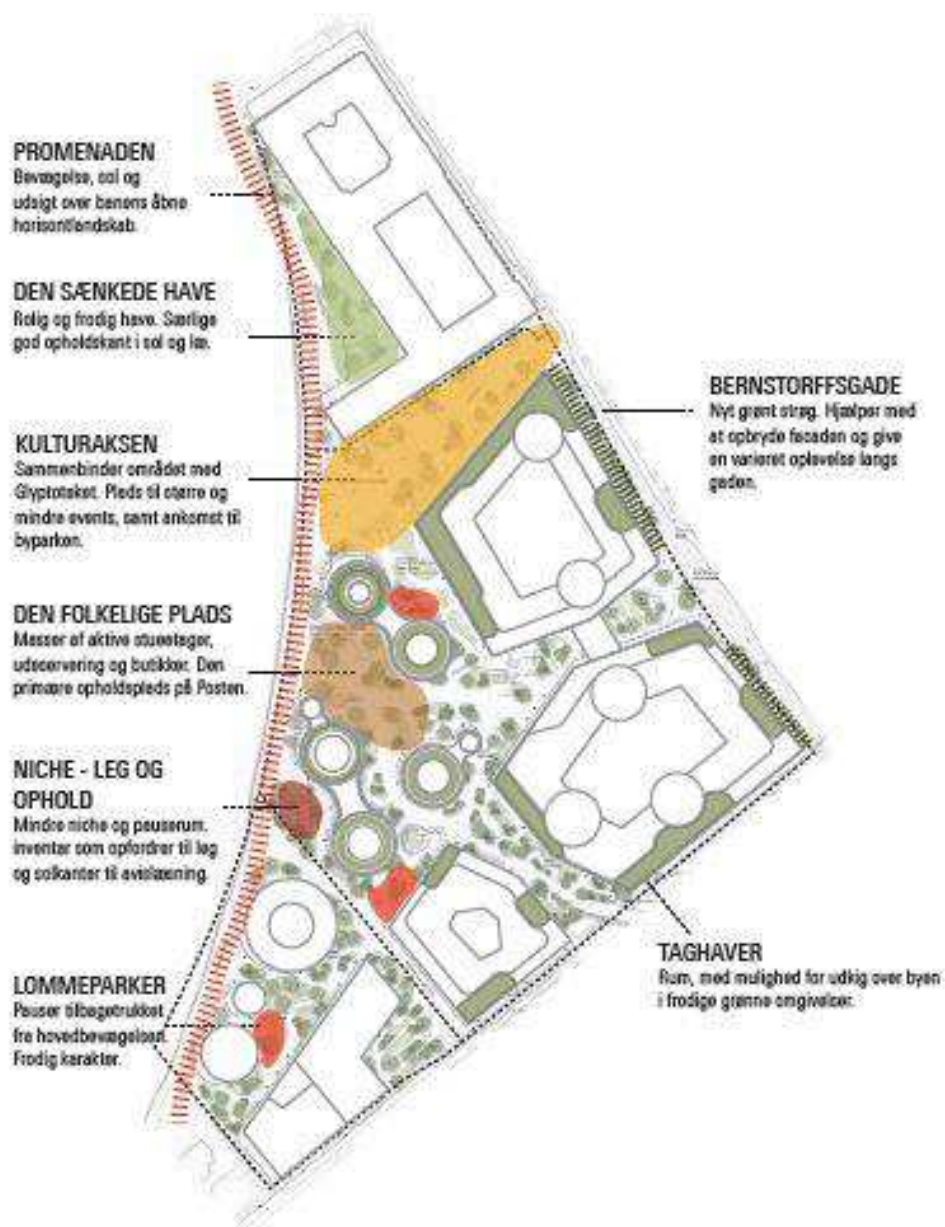 PROMENADEN
Bevægelse, sol og
udsigt over banens åbne
horisontlandskab.
DEN SÆNKEDE HAVE
Rolig og frodig have. Særlige
god opholdskant i sol og læ.
KULTURAKSEN
Sammenbinder området med
Glyptoteket. Plads til større og
mindre events, samt ankomst til
byparken.
DEN FOLKELIGE PLADS
Masser af aktive stueetager,
udeservering og butikker. Den
primære opholdsplads på Posten.
NICHE - LEG OG
OPHOLD
Mindre niche og pauserum.
inventar som opfordrer til leg
og solkanter til avislæsning.
LOMMEPARKER
Pauser tilbagetrukket
fra hovedbevægelsen.
Frodig karakter.
BERNSTORFFSGADE
Nyt grønt strøg. Hjælper med
at opbryde facaden og give
en varieret oplevelse langs
gaden.
TAGHAVER
Rum, med mulighed for udkig over byen
i frodige grønne omgivelser.